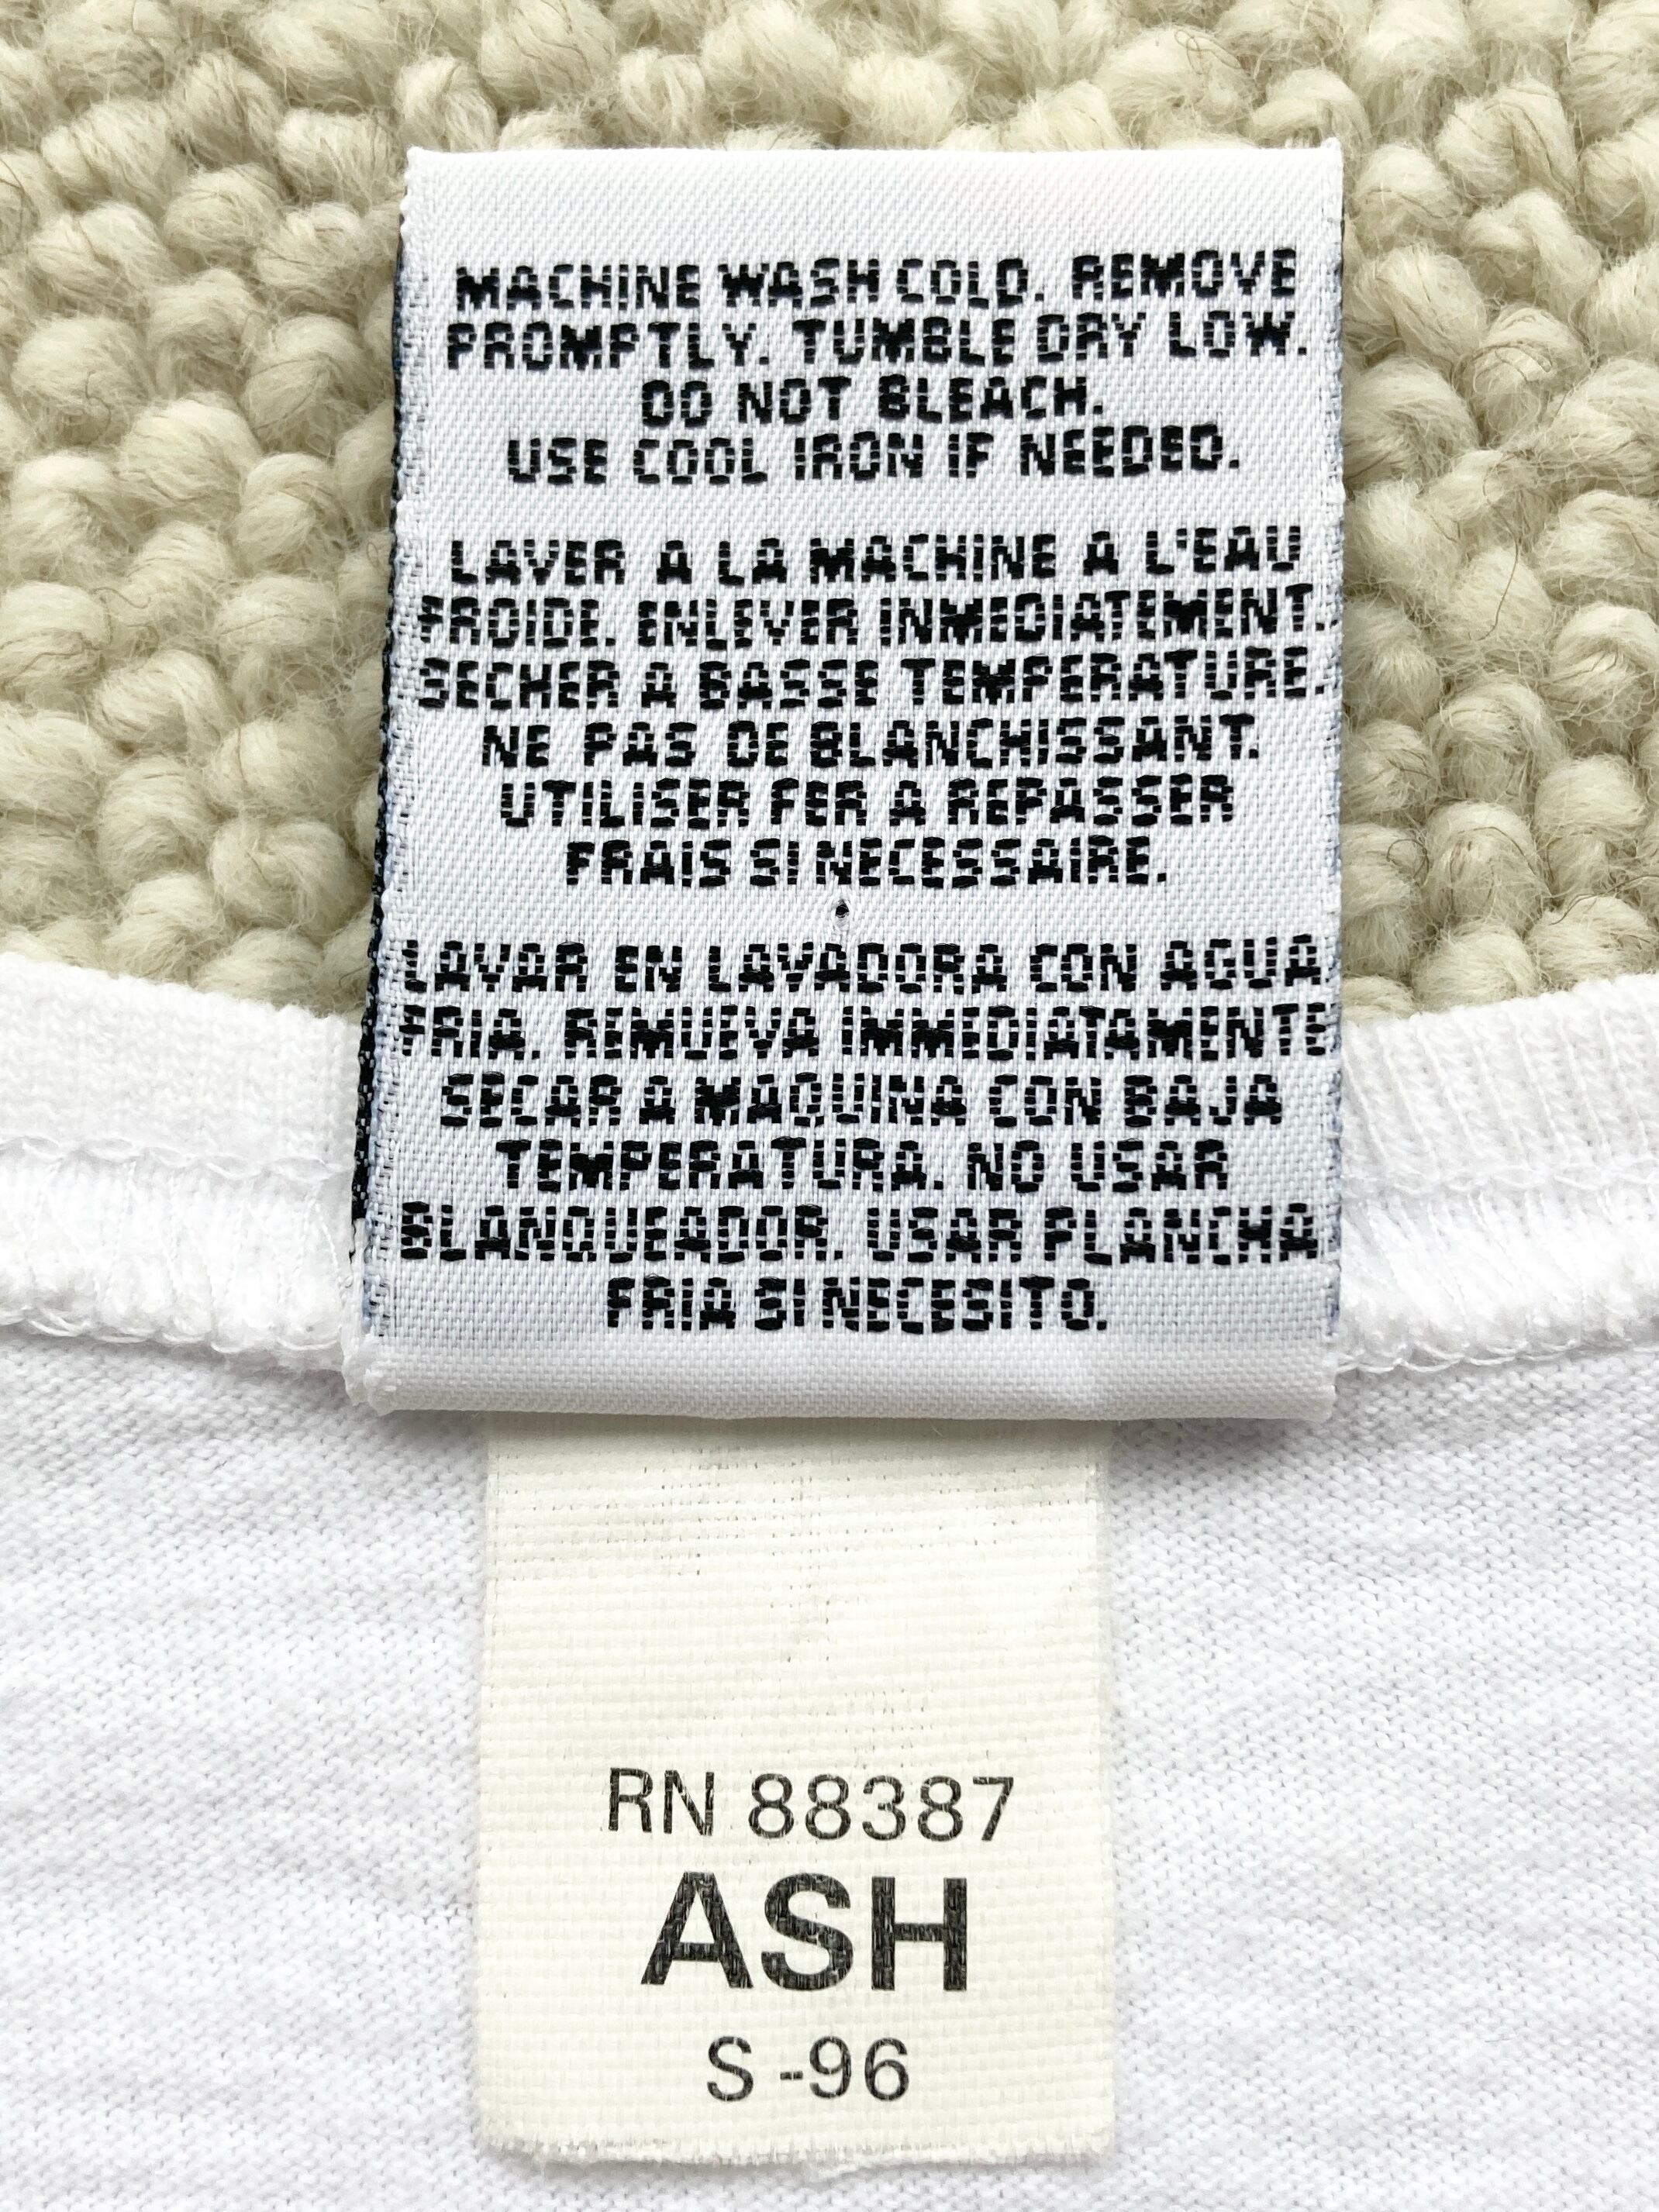 MACHINE WASH COLD. REMOVE
PROMPTLY. TUMBLE DRY LOW.
DO NOT BLEACH.
USE COOL IRON IF NEEDED.
LAVER A LA MACHINE A L'EAU
FROIDE. ENLEVER INMEDIATEMENT.
SECHER A BASSE TEMPERATURE.
NE PAS DE BLANCHISSANT.
UTILISER FER A REPASSER
FRAIS SI NECESSAIRE.
LAVAR EN LAVADORA CON AGUA
FRIA. REMUEVA IMMEDIATAMENTE
SECAR A MAQUINA CON BAJA
TEMPERATURA. NO USAR
BLANQUEADOR. USAR PLANCHA
FRIA SI NECESITO.
RN 88387
ASH
S -96